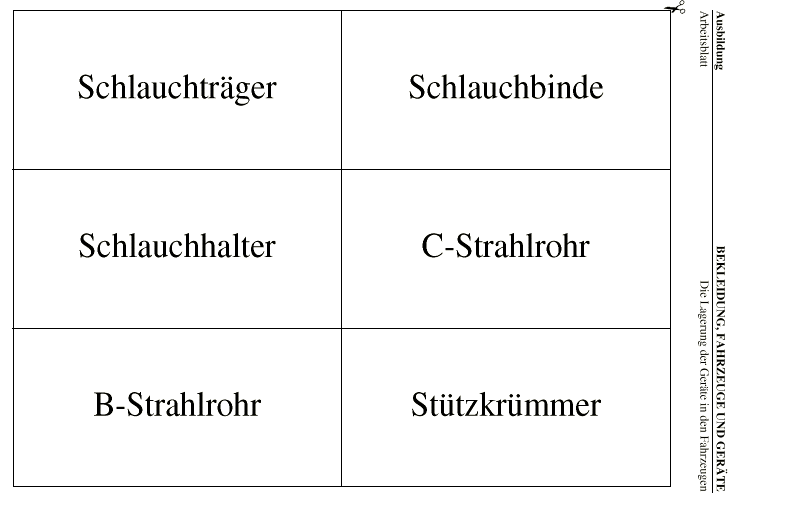 Schlauchträger
Schlauchbinde
Schlauchhalter
C-Strahlrohr
B-Strahlrohr
Stützkrümmer
Ausbildung
BEKLEIDUNG, FAHRZEUGE UND GERÄTE
Arbeitsblatt
Die Lagerung der Geräte in den Fahrzeugen